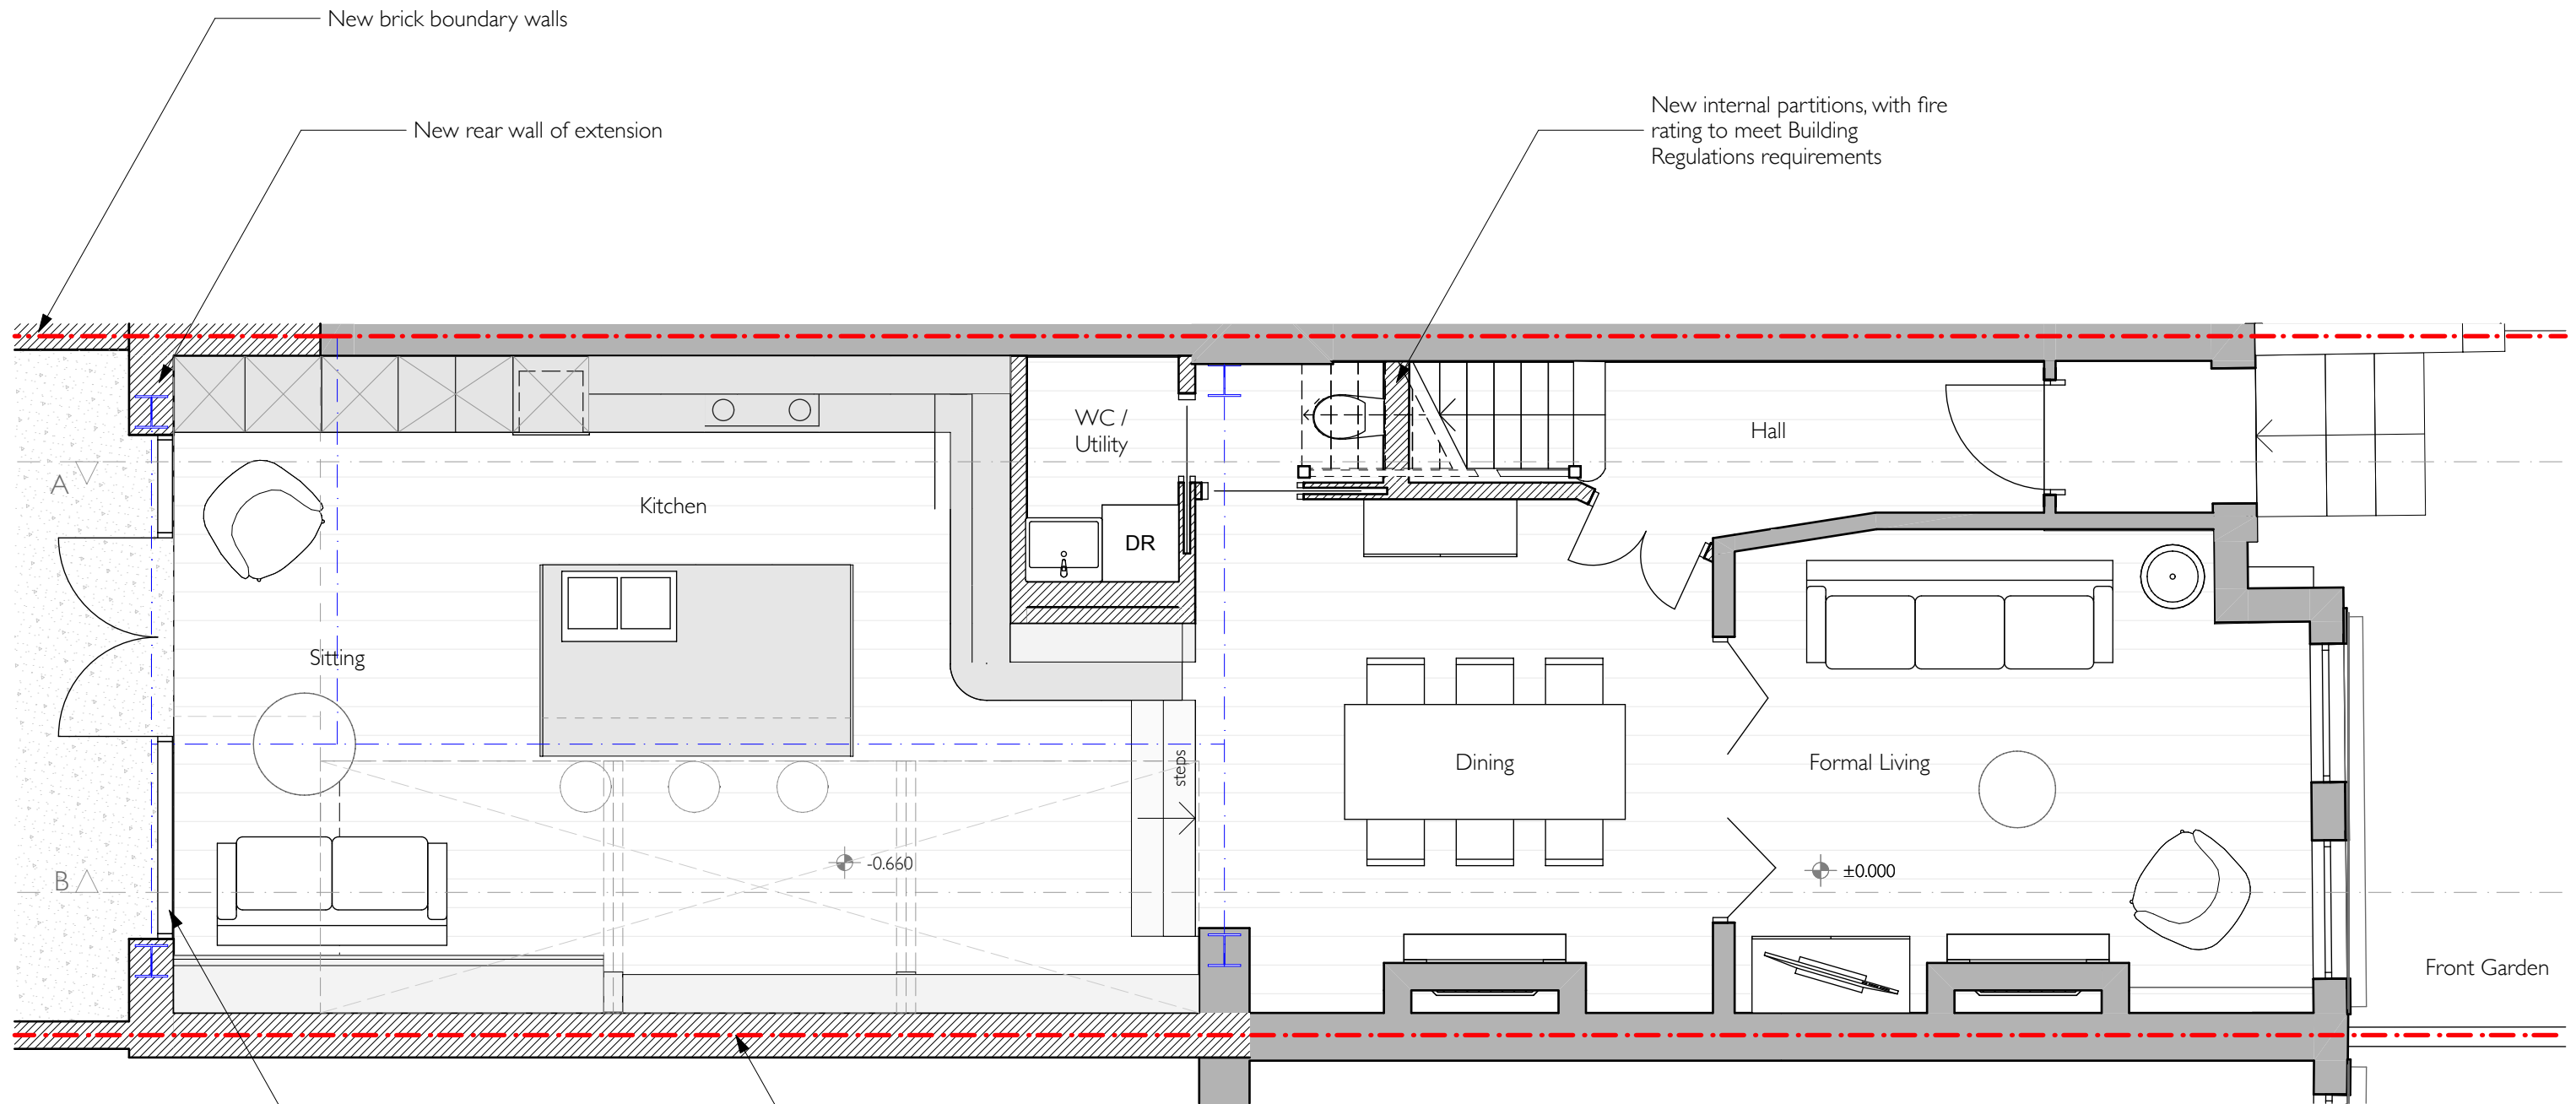 New brick boundary walls
New rear wall of extension
New internal partitions, with fire
rating to meet Building
Regulations requirements
WC /
Utility
Hall
A
Kitchen
DR
Sitting
steps
Dining
Formal Living
-0.660
±0.000
B
Front Garden